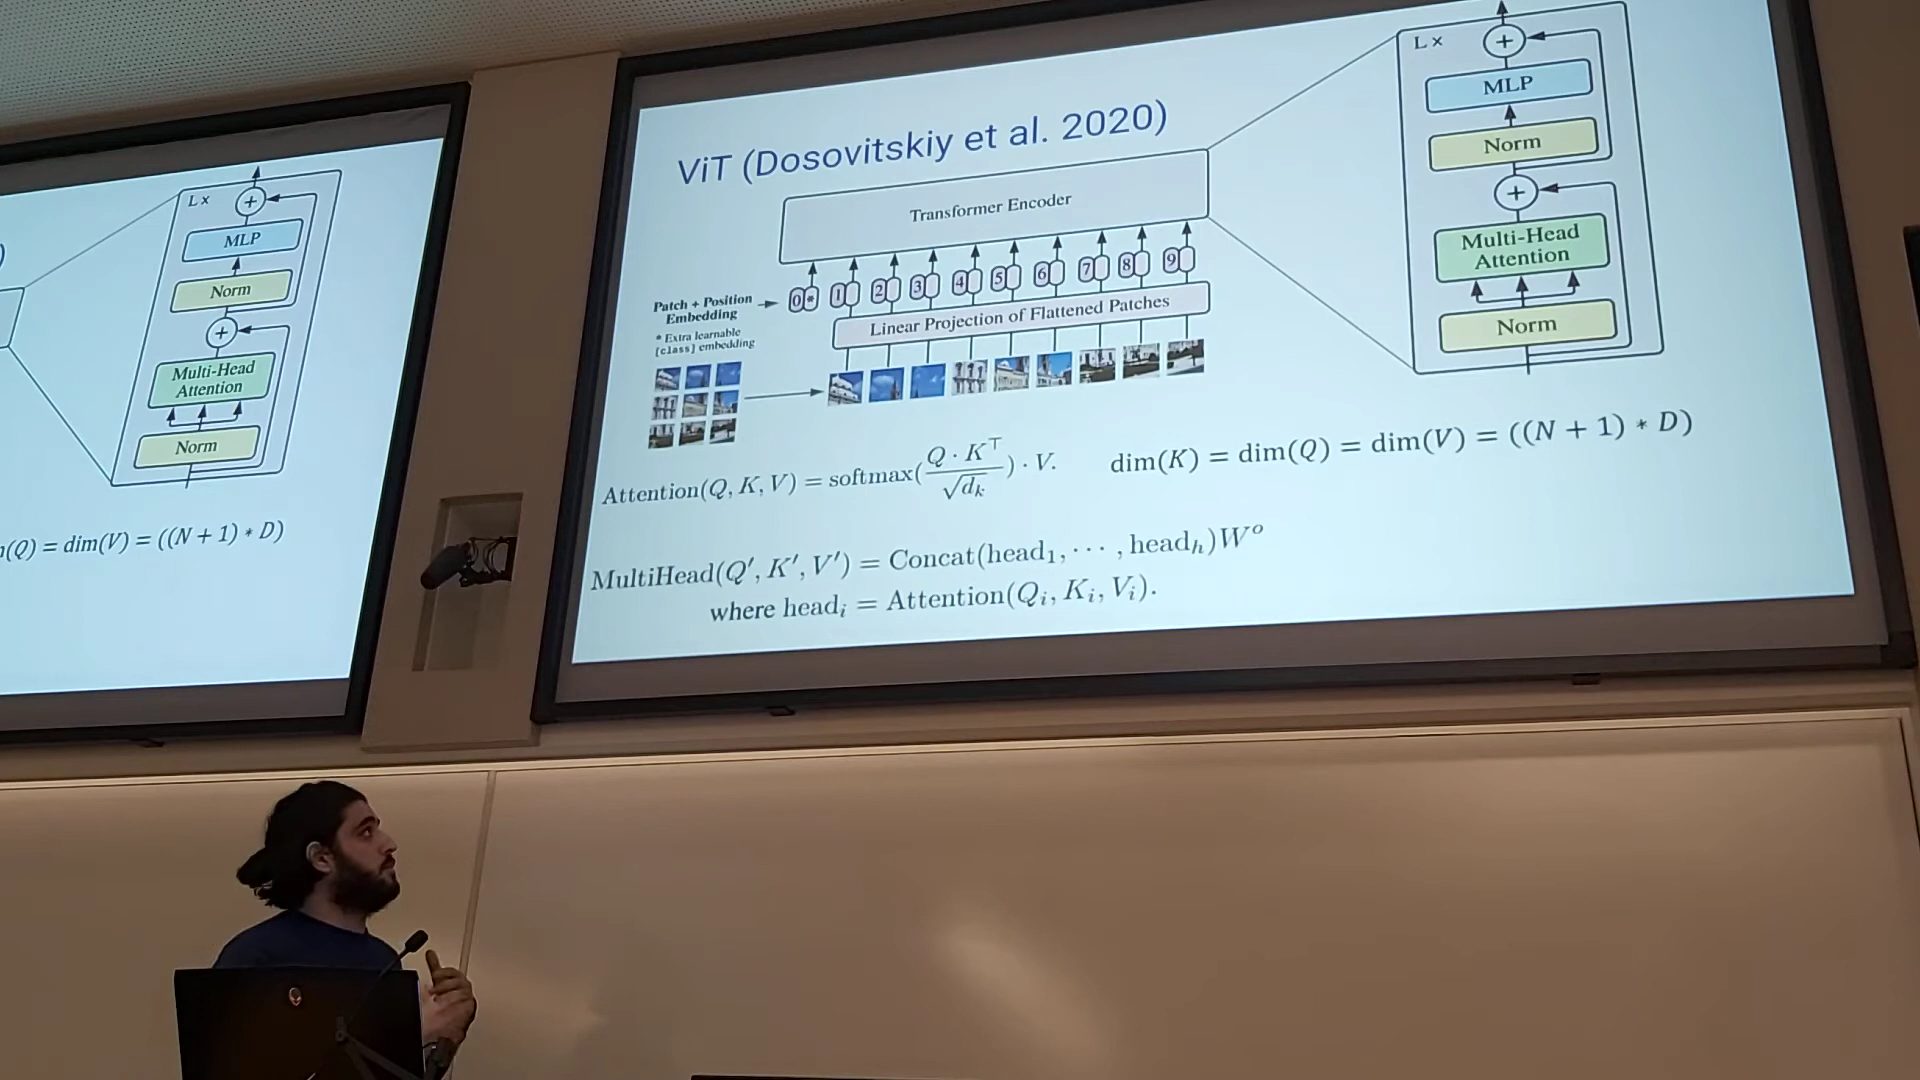 L ×
+
MLP
Norm
+
Multi-Head
Attention
Norm
(Q) = dim(V) = ((N + 1) * D)
ViT (Dosovitskiy et al. 2020)
Transformer Encoder
Patch + Position
Embedding
0 * 1 2 3 4 5 6 7 8 9
* Extra learnable
[class] embedding
Linear Projection of Flattened Patches
L ×
+
MLP
Norm
+
Multi-Head
Attention
Norm
Attention(Q, K, V) = softmax(Q · K^⊤ / √d_k) · V.
dim(K) = dim(Q) = dim(V) = ((N + 1) * D)
MultiHead(Q′, K′, V′) = Concat(head₁, ··· , head_h)W^o
where head_i = Attention(Q_i, K_i, V_i).